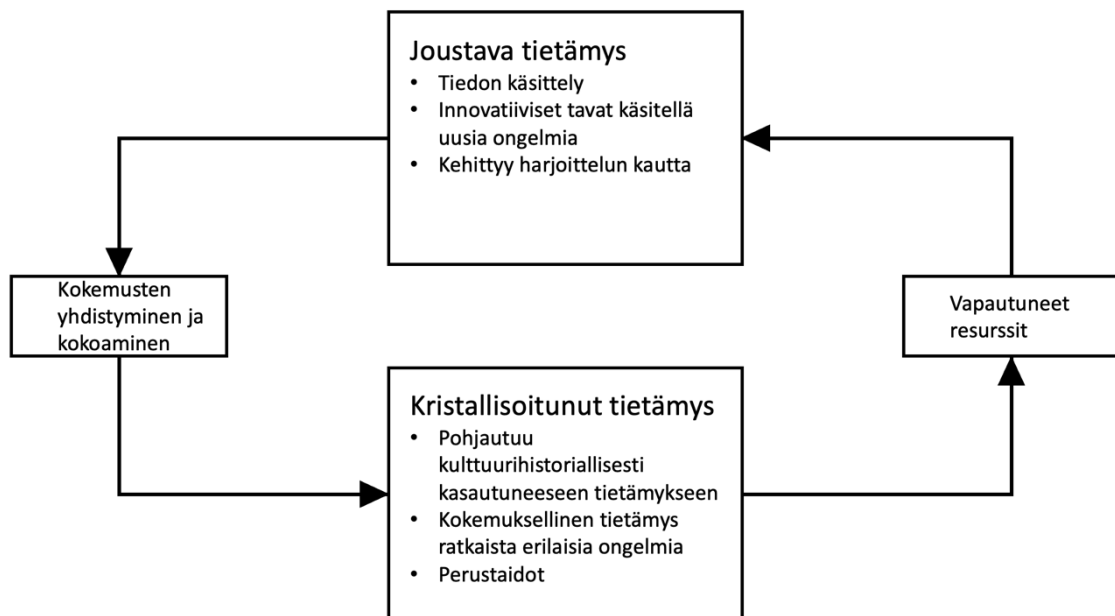 Joustava tietämys
• Tiedon käsittely
• Innovatiiviset tavat käsitellä
uusia ongelmia
• Kehittyy harjoittelun kautta
Kokemusten
yhdistyminen ja
kokoaminen
Vapautuneet
resurssit
Kristallisoitunut tietämys
• Pohjautuu
kulttuurihistoriallisesti
kasautuneeseen tietämykseen
• Kokemuksellinen tietämys
ratkaista erilaisia ongelmia
• Perustaidot